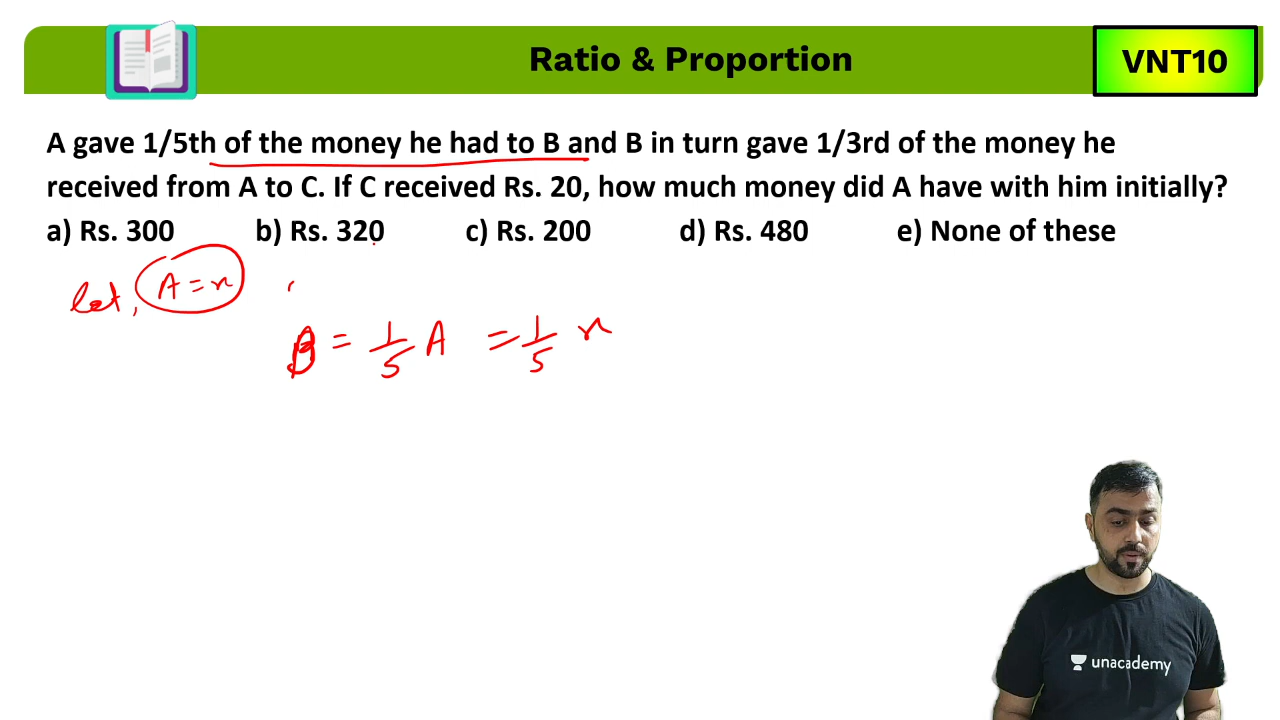 Ratio & Proportion
VNT10
A gave 1/5th of the money he had to B and B in turn gave 1/3rd of the money he
received from A to C. If C received Rs. 20, how much money did A have with him initially?
a) Rs. 300 b) Rs. 320 c) Rs. 200 d) Rs. 480 e) None of these
let, A = x
B = 1/5 A = 1/5 x
unacademy